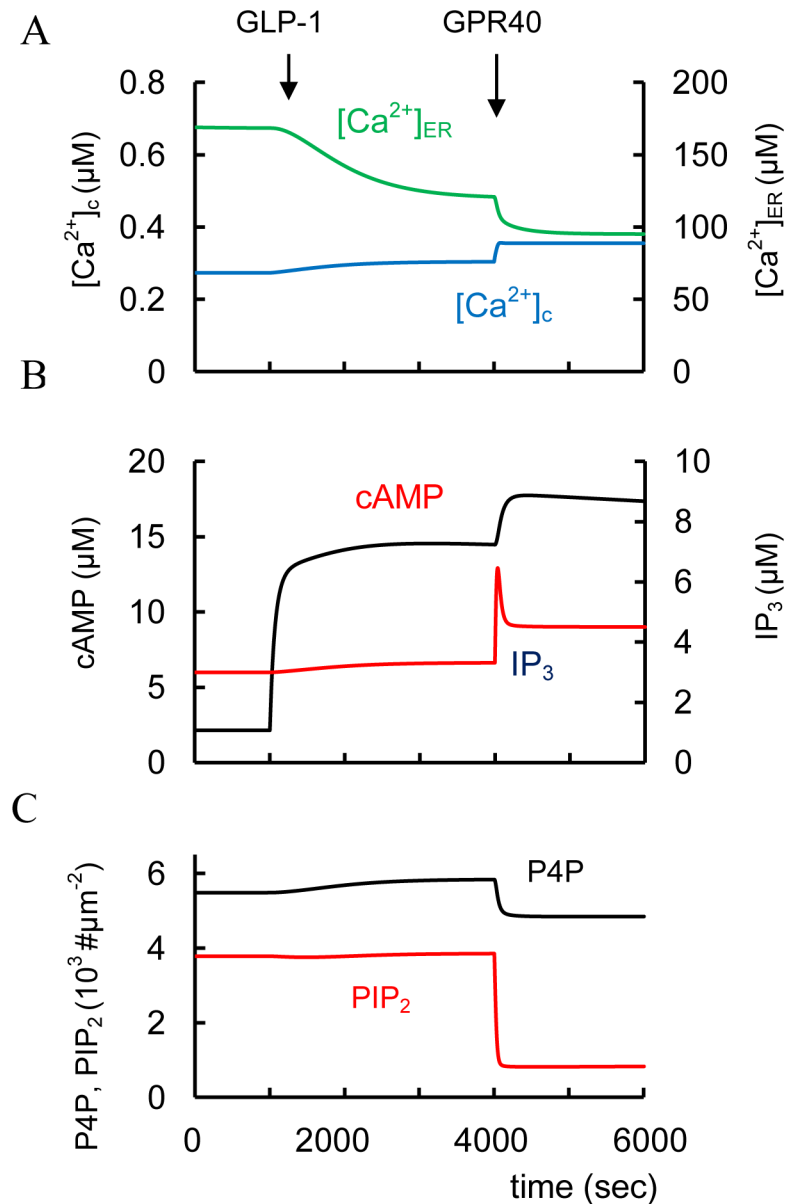 A
GLP-1 GPR40
0.8 200
[Ca²⁺]ER
0.6 150
[Ca²⁺]c (µM) [Ca²⁺]ER (µM)
0.4 100
0.2 50
[Ca²⁺]c
0 0
B
20 10
cAMP
15 8
cAMP (µM) IP₃ (µM)
10 6
4
5 IP₃
2
0 0
C
P4P, PIP₂ (10³ #µm⁻²)
6 P4P
4
PIP₂
2
0
0 2000 4000 6000
time (sec)